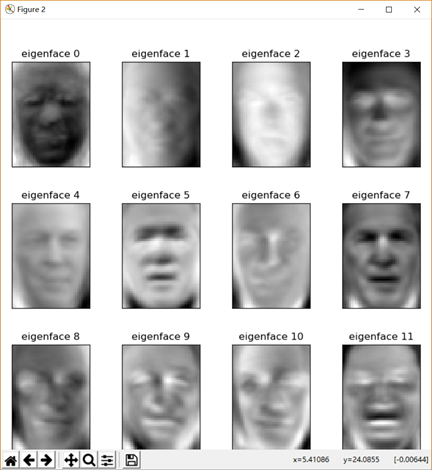 Figure 2
eigenface 0 eigenface 1 eigenface 2 eigenface 3
eigenface 4 eigenface 5 eigenface 6 eigenface 7
eigenface 8 eigenface 9 eigenface 10 eigenface 11
x=5.41086 y=24.0855 [-0.00644]